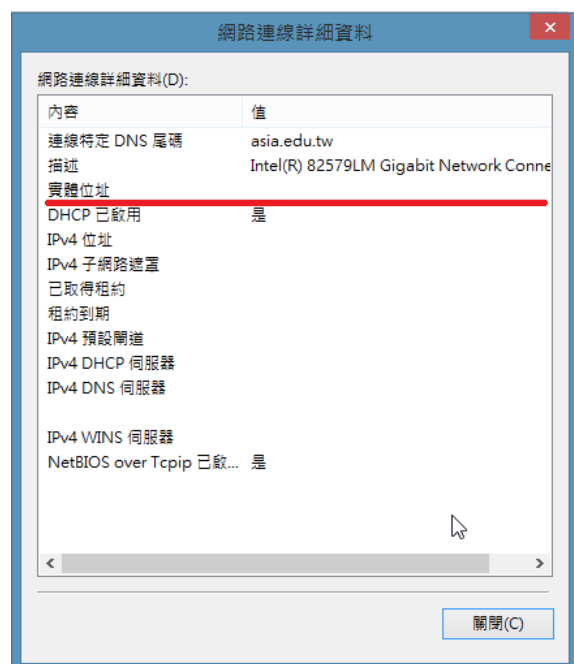 網路連線詳細資料
網路連線詳細資料(D):
內容 值
連線特定 DNS 尾碼 asia.edu.tw
描述 Intel(R) 82579LM Gigabit Network Conne
實體位址
DHCP 已啟用 是
IPv4 位址
IPv4 子網路遮罩
已取得租約
租約到期
IPv4 預設閘道
IPv4 DHCP 伺服器
IPv4 DNS 伺服器
IPv4 WINS 伺服器
NetBIOS over Tcpip 已啟... 是
關閉(C)